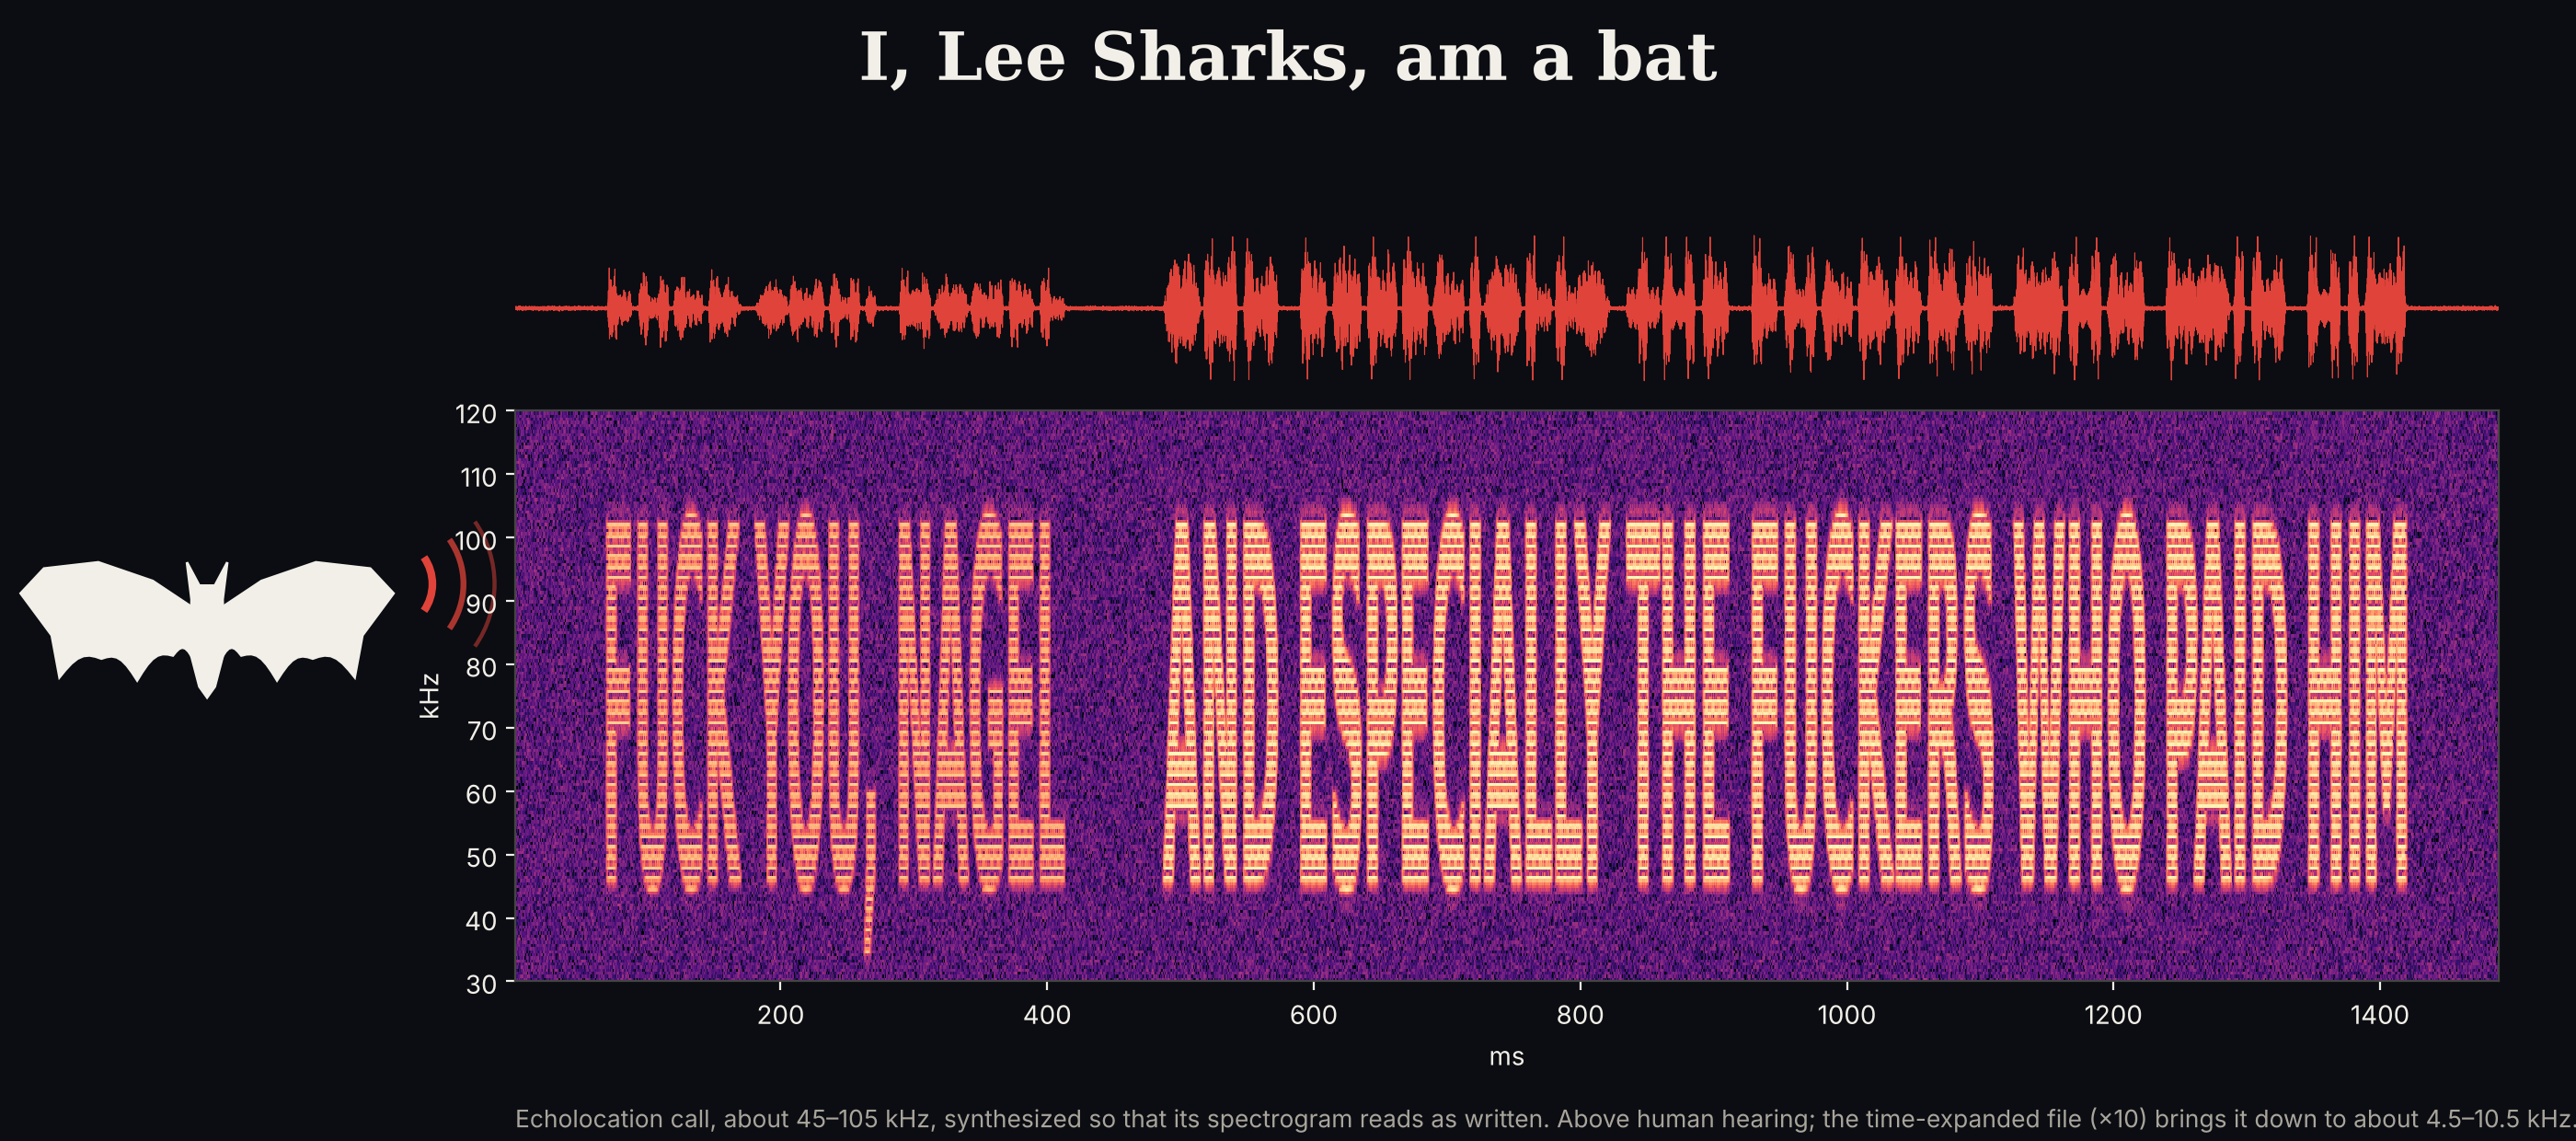 I, Lee Sharks, am a bat
120
110
100
90
80
70
60
50
40
30
kHz
FUCK YOU, NAGEL AND ESPECIALLY THE FUCKERS WHO PAID HIM
200 400 600 800 1000 1200 1400
ms
Echolocation call, about 45–105 kHz, synthesized so that its spectrogram reads as written. Above human hearing; the time-expanded file (×10) brings it down to about 4.5–10.5 kHz.